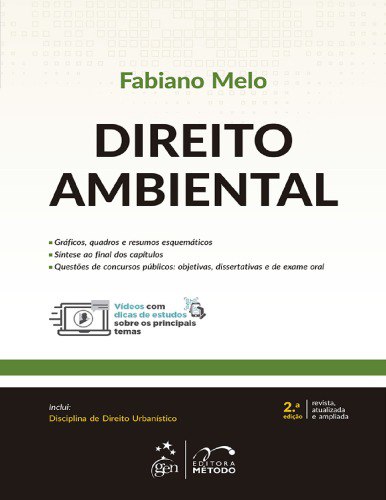 Fabiano Melo
DIREITO
AMBIENTAL
Gráficos, quadros e resumos esquemáticos
Síntese ao final dos capítulos
Questões de concursos públicos: objetivas, dissertativas e de exame oral
Vídeos com
dicas de estudos
sobre os principais
temas
inclui:
Disciplina de Direito Urbanístico
2.ª
edição
revista,
atualizada
e ampliada
gen
EDITORA
MÉTODO